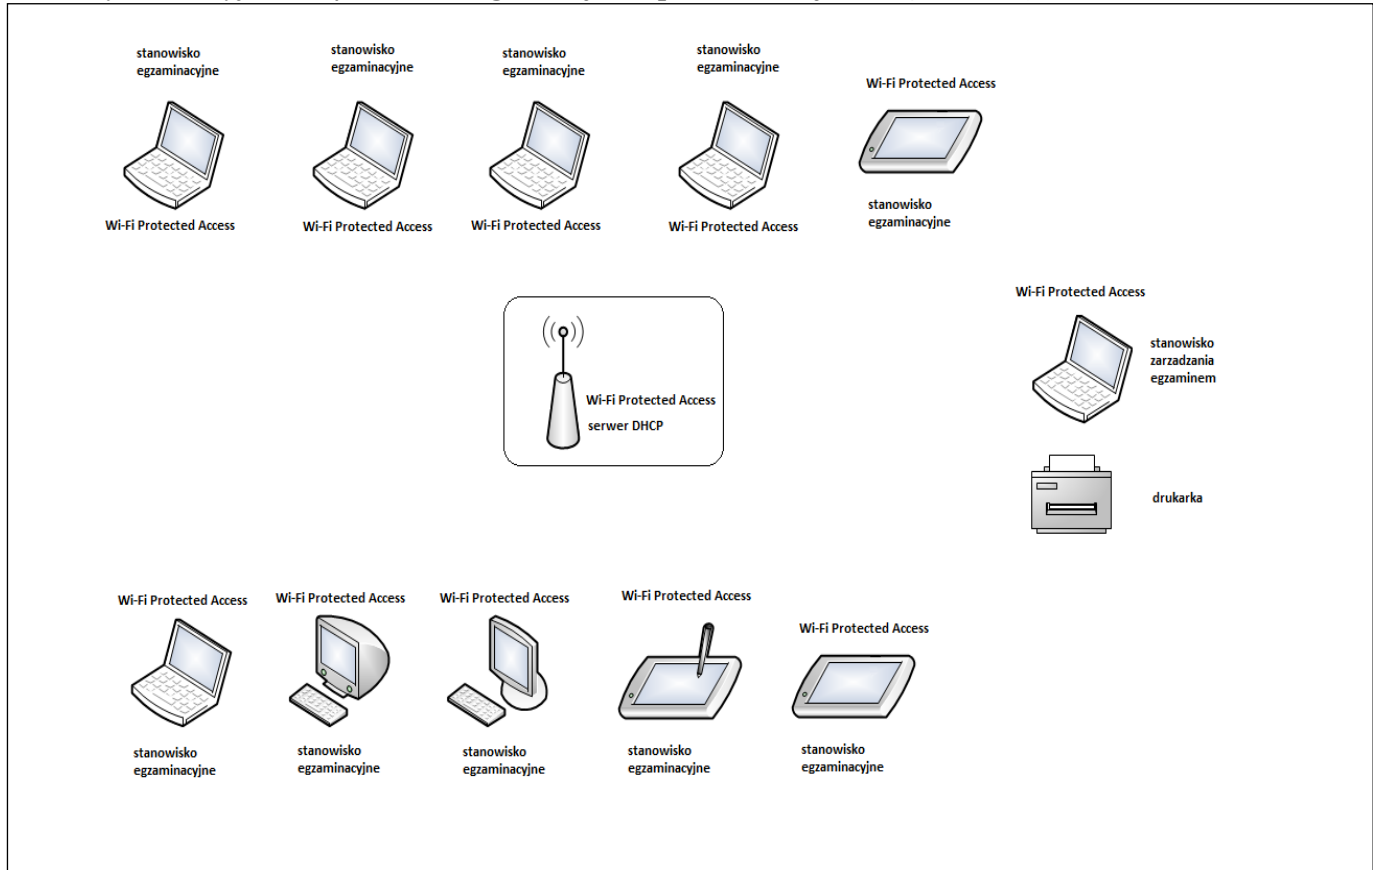 stanowisko
egzaminacyjne
stanowisko
egzaminacyjne
stanowisko
egzaminacyjne
stanowisko
egzaminacyjne
Wi-Fi Protected Access
Wi-Fi Protected Access
Wi-Fi Protected Access
Wi-Fi Protected Access
Wi-Fi Protected Access
stanowisko
egzaminacyjne
Wi-Fi Protected Access
stanowisko
zarzadzania
egzaminem
Wi-Fi Protected Access
serwer DHCP
drukarka
Wi-Fi Protected Access
Wi-Fi Protected Access
Wi-Fi Protected Access
Wi-Fi Protected Access
Wi-Fi Protected Access
stanowisko
egzaminacyjne
stanowisko
egzaminacyjne
stanowisko
egzaminacyjne
stanowisko
egzaminacyjne
stanowisko
egzaminacyjne